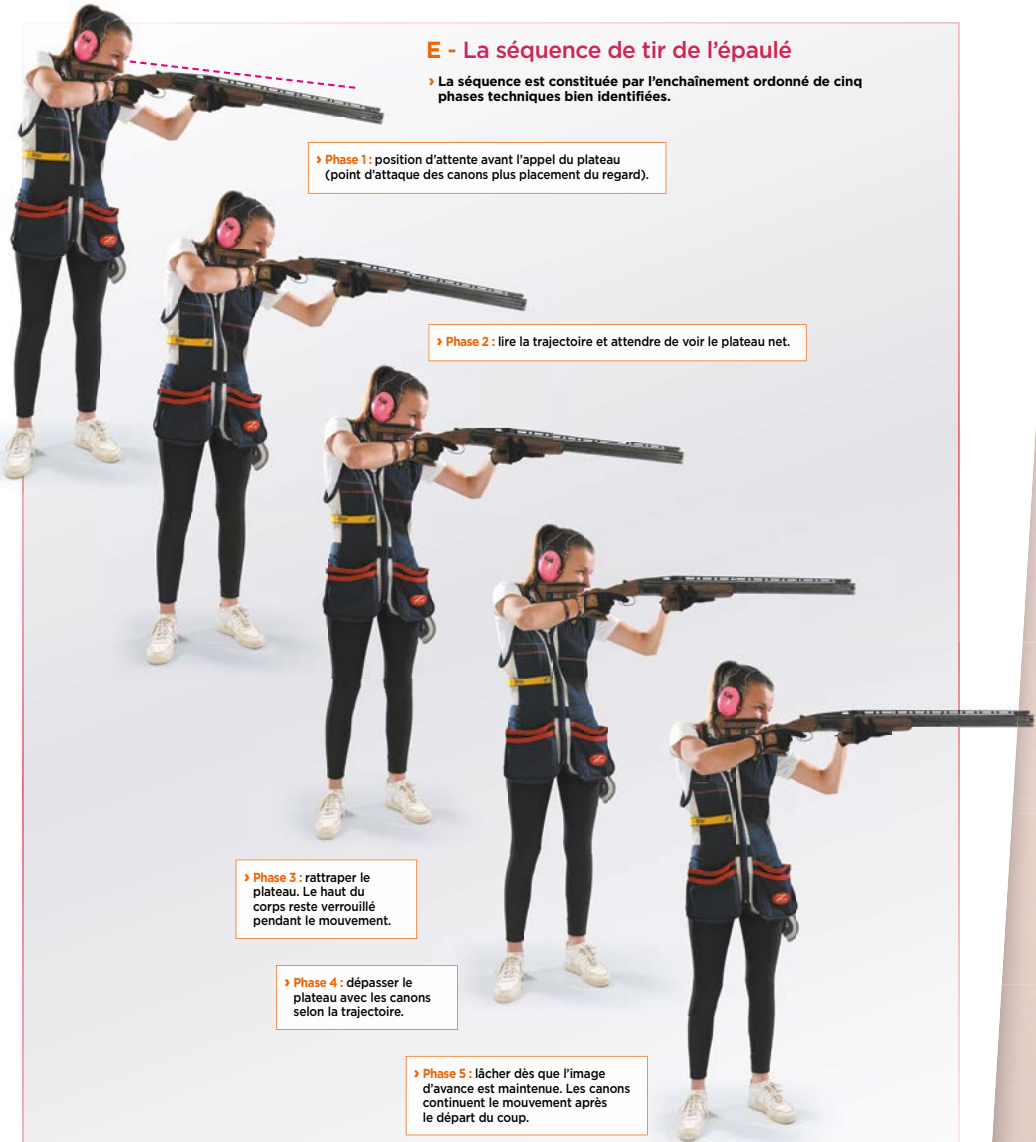 E - La séquence de tir de l'épaulé
› La séquence est constituée par l'enchaînement ordonné de cinq
phases techniques bien identifiées.
› Phase 1 : position d'attente avant l'appel du plateau
(point d'attaque des canons plus placement du regard).
› Phase 2 : lire la trajectoire et attendre de voir le plateau net.
› Phase 3 : rattraper le
plateau. Le haut du
corps reste verrouillé
pendant le mouvement.
› Phase 4 : dépasser le
plateau avec les canons
selon la trajectoire.
› Phase 5 : lâcher dès que l'image
d'avance est maintenue. Les canons
continuent le mouvement après
le départ du coup.